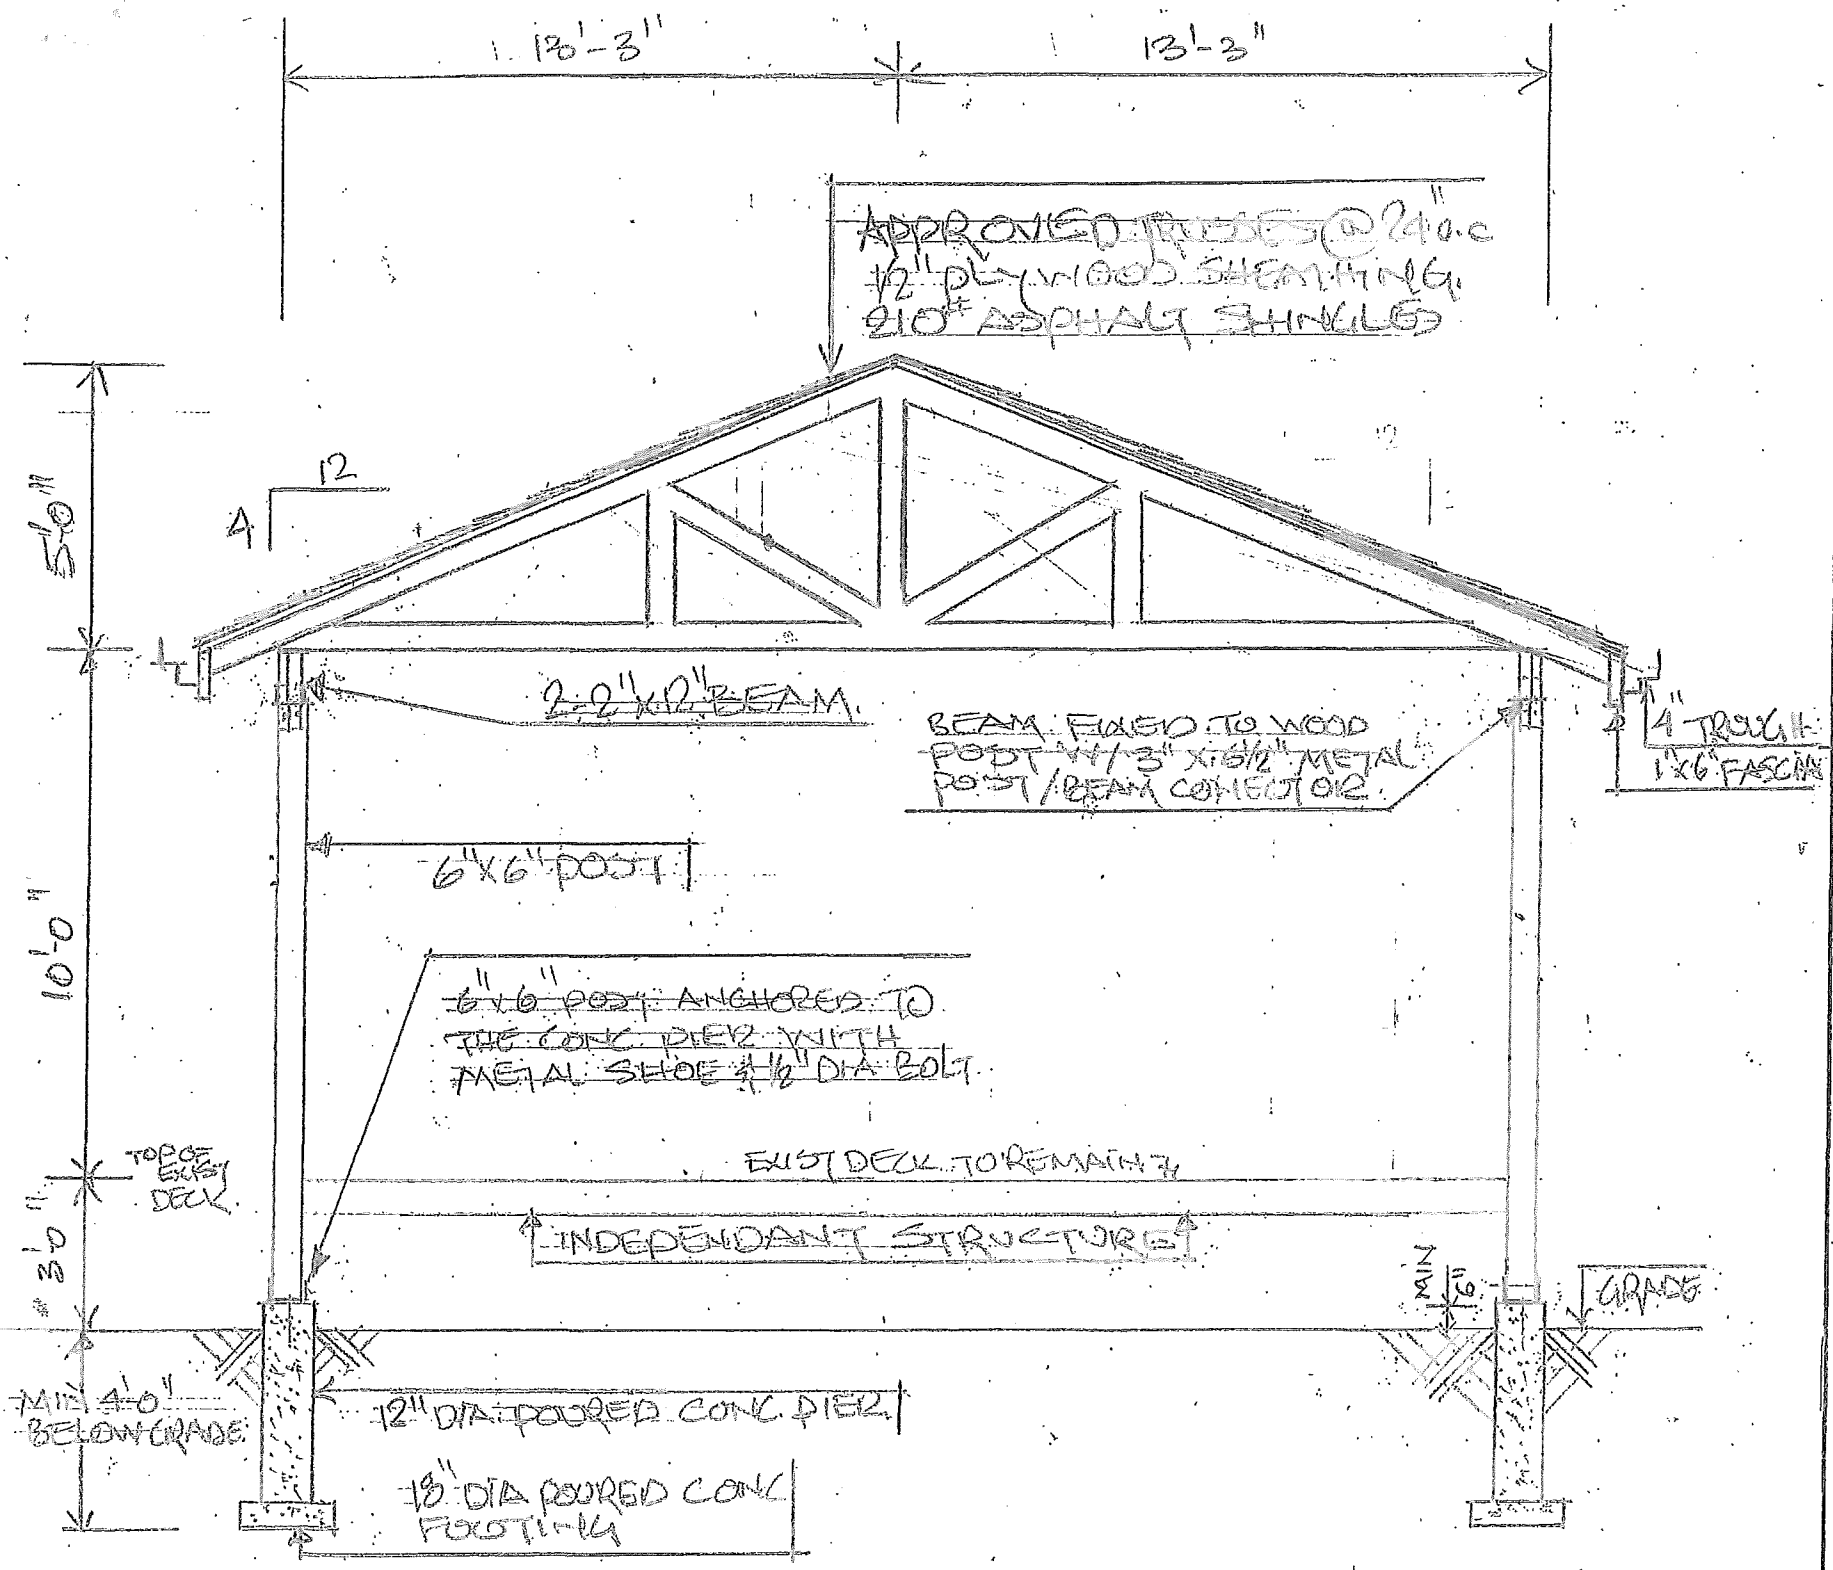 13'-3"
13'-3"
APPROVED TRUSSES @ 24" o.c
1/2" PLYWOOD SHEATHING.
210# ASPHALT SHINGLES
12
4
12
5'0"
2-2"X12" BEAM.
BEAM FIXED TO WOOD
POST W/ 3" X 6 1/2" METAL
POST/BEAM CONECTOR
4" TROUGH
1"X6" FASCIA
6"X6" POST
10'-0"
6"x6" POST ANCHORED TO
THE CONC PIER WITH
METAL SHOE & 1/2" DIA BOLT.
TOP OF
EXIST
DECK.
EXIST DECK TO REMAIN
INDEPENDANT STRUCTURE
3'0"
MIN
6"
GRADE
MIN 4'0"
BELOW GRADE
12" DIA POURED CONC. PIER
18" DIA POURED CONC
FOOTING